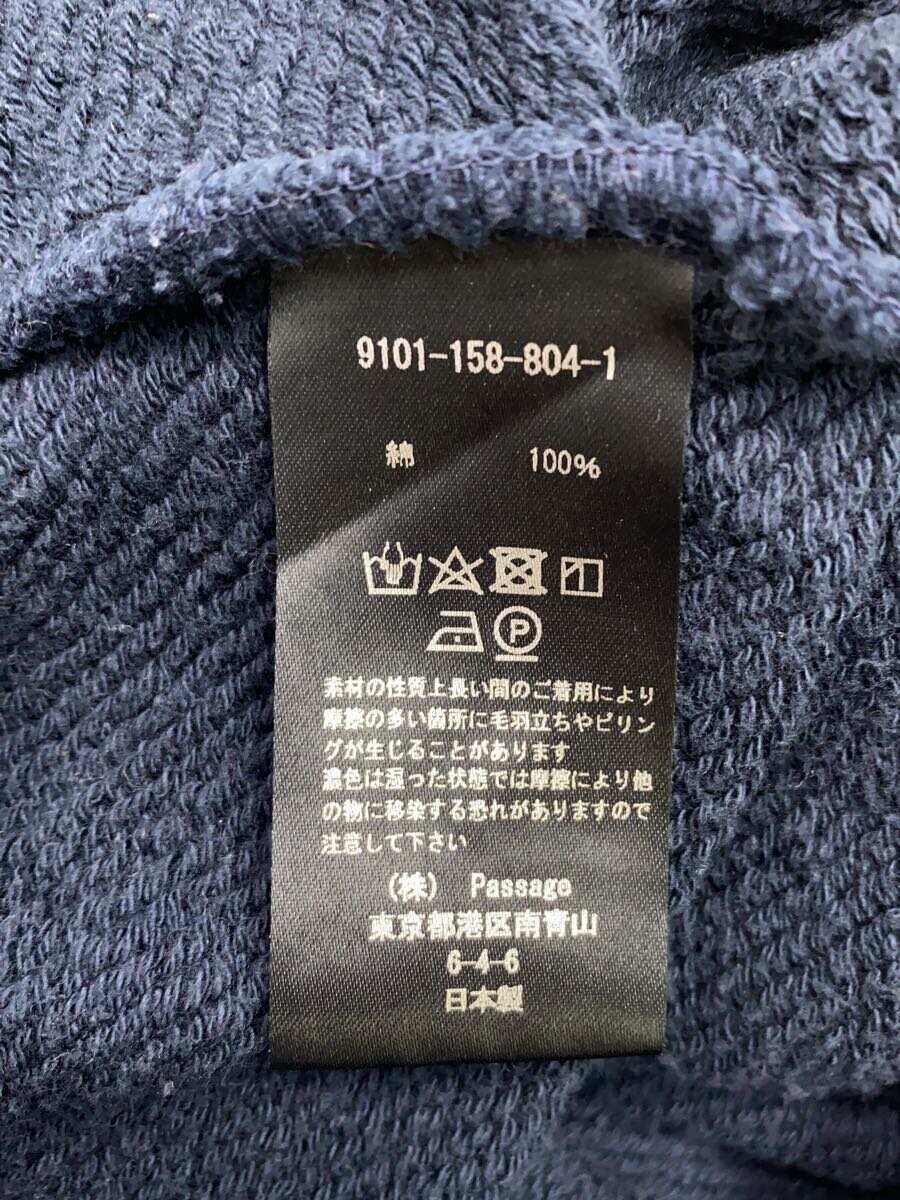 9101-158-804-1
綿 100%
P
素材の性質上長い間のご着用により
摩擦の多い箇所に毛羽立ちやピリン
グが生じることがあります
濃色は湿った状態では摩擦により他
の物に移染する恐れがありますので
注意して下さい
(株) Passage
東京都港区南青山
6-4-6
日本製